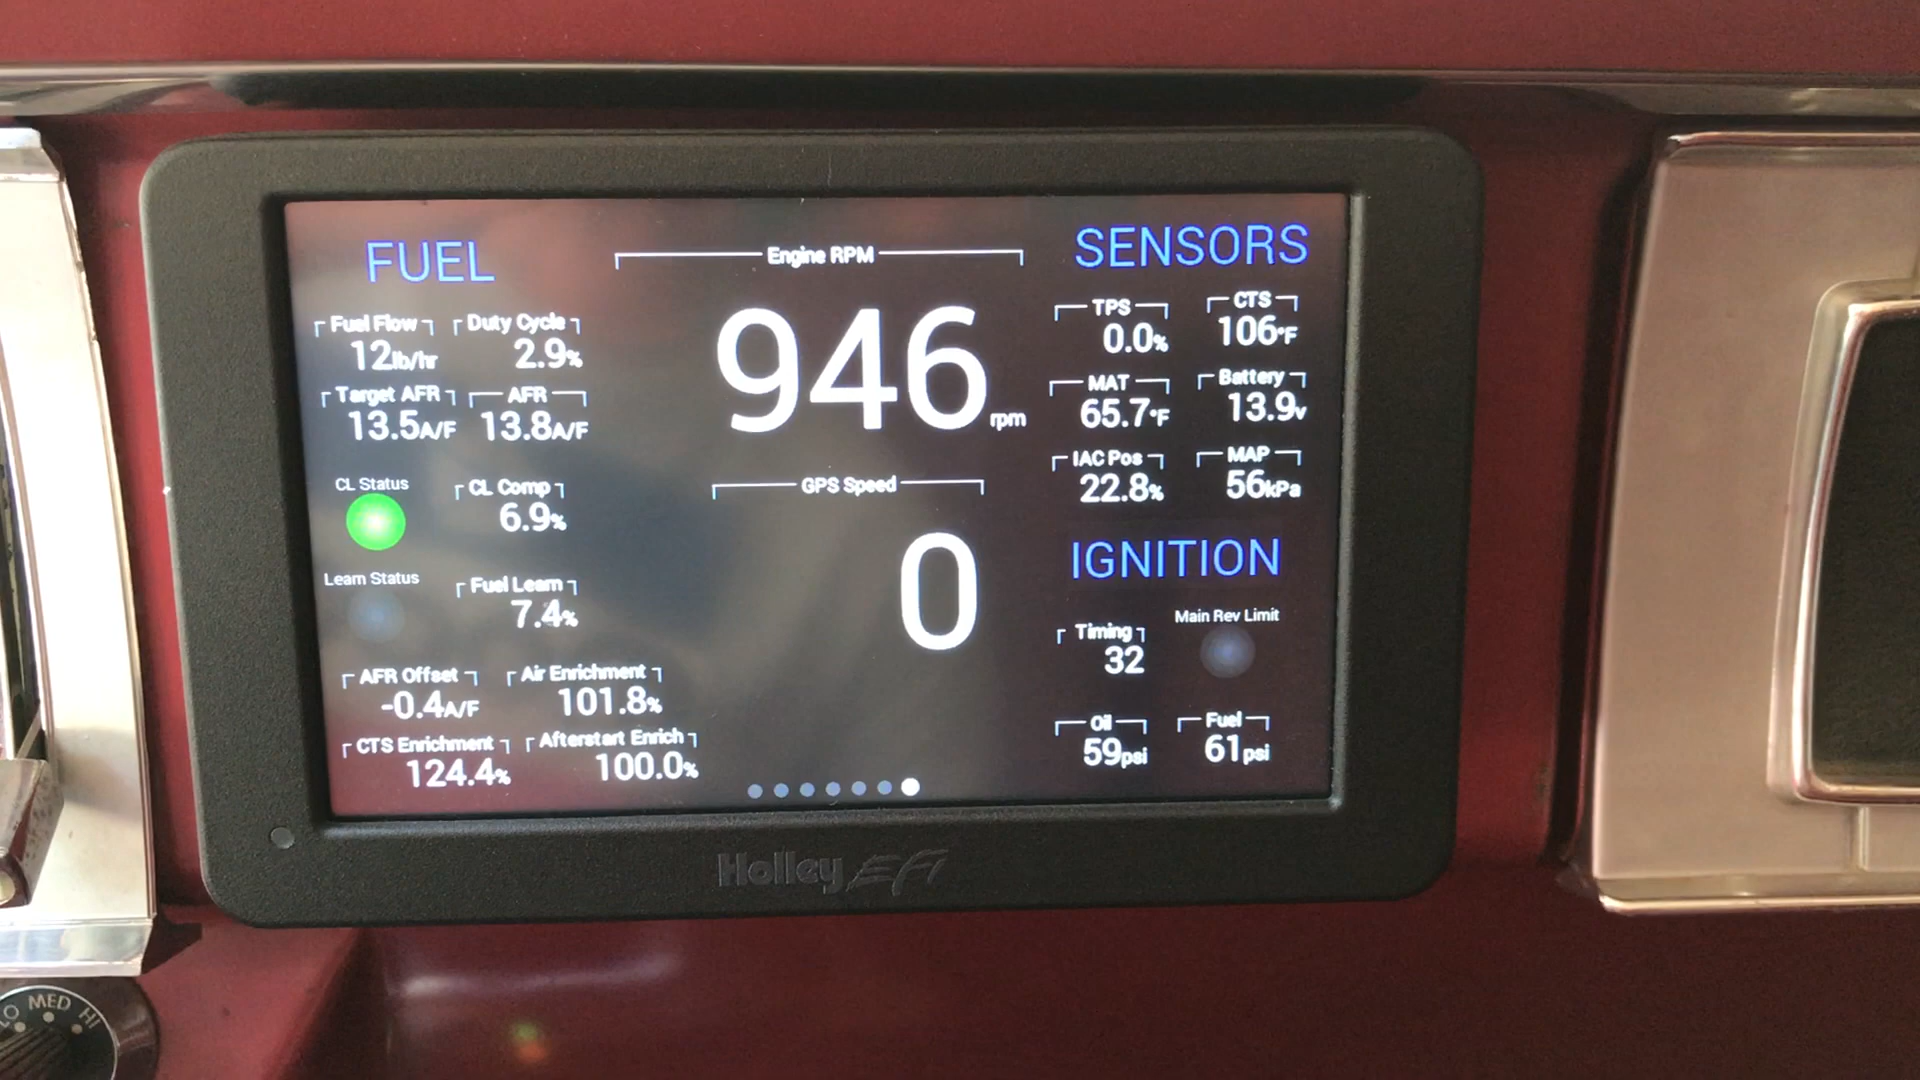 FUEL
Fuel Flow
12lb/hr
Duty Cycle
2.9%
Target AFR
13.5A/F
AFR
13.8A/F
CL Status
CL Comp
6.9%
Learn Status
Fuel Learn
7.4%
AFR Offset
-0.4A/F
Air Enrichment
101.8%
CTS Enrichment
124.4%
Afterstart Enrich
100.0%
Engine RPM
946rpm
GPS Speed
0
SENSORS
TPS
0.0%
CTS
106°F
MAT
65.7°F
Battery
13.9v
IAC Pos
22.8%
MAP
56kPa
IGNITION
Timing
32
Main Rev Limit
Oil
59psi
Fuel
61psi
Holley EFI
LO MED HI